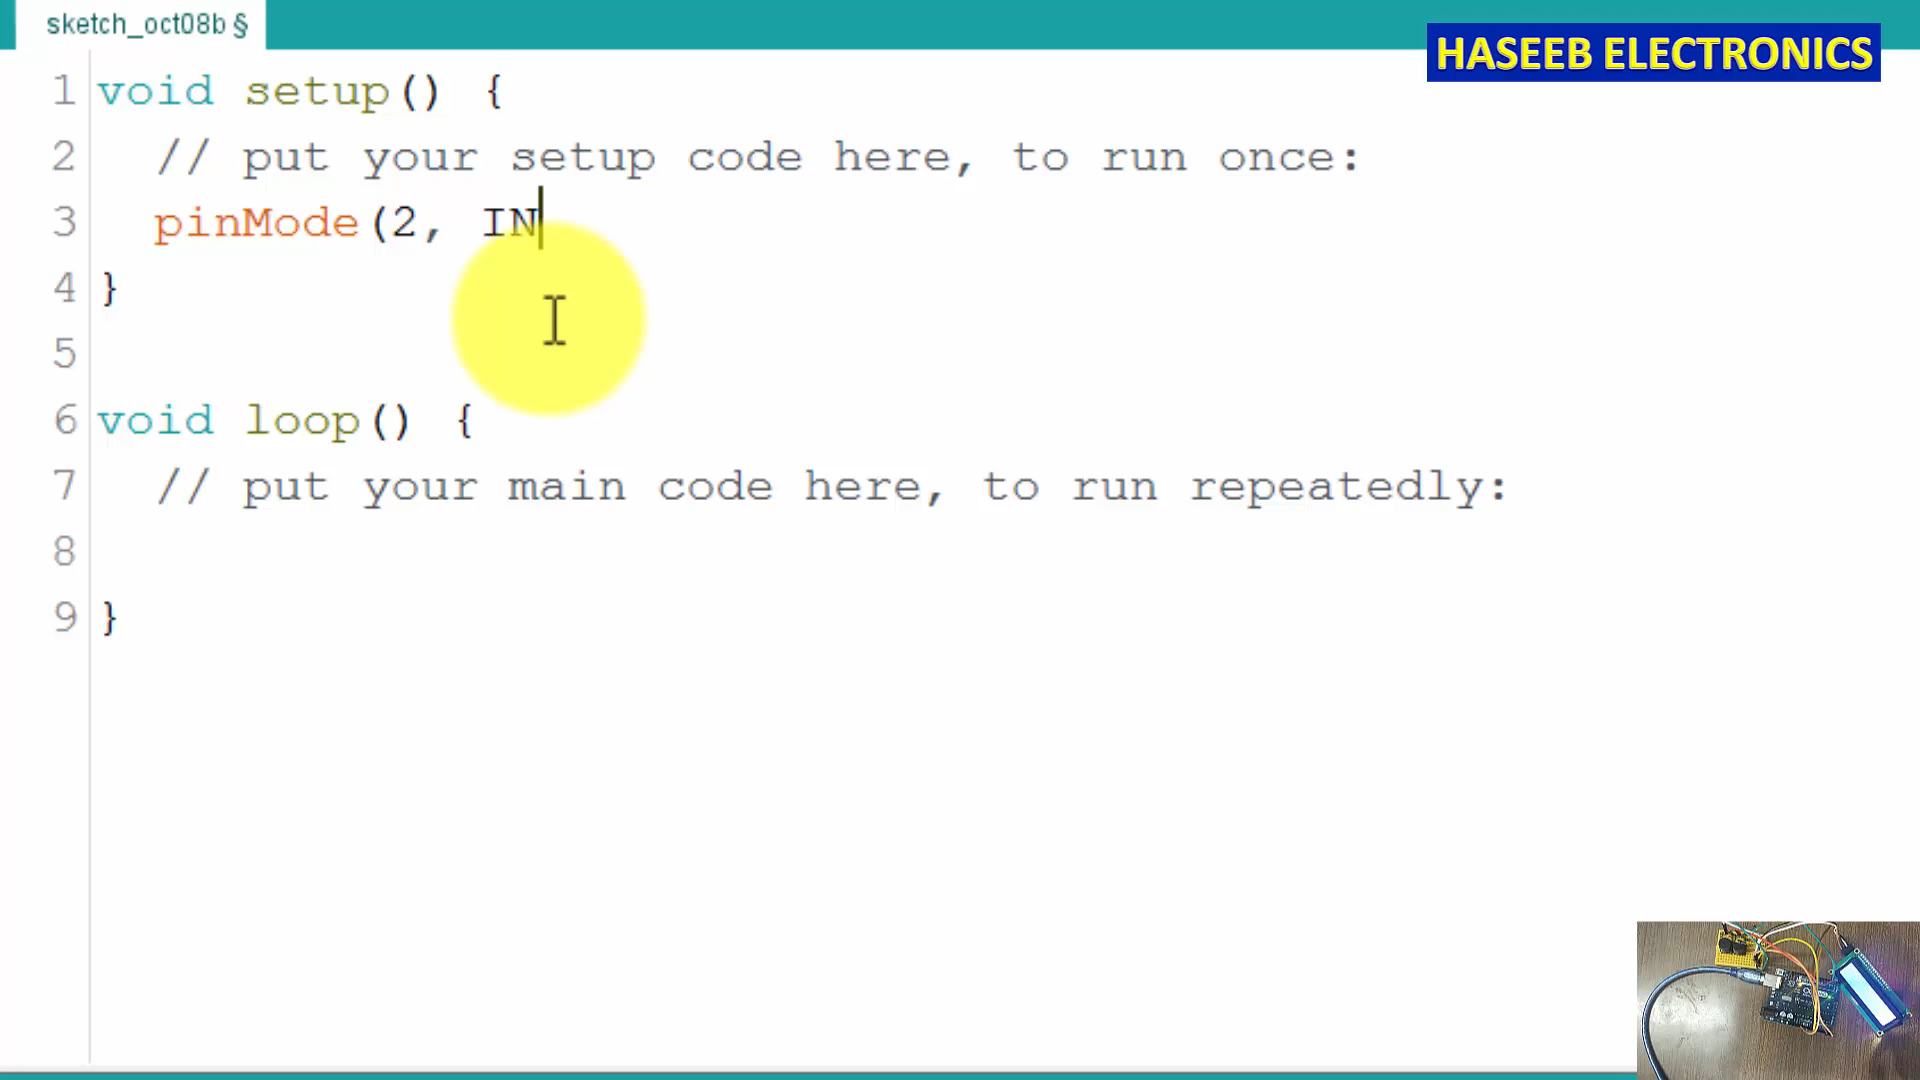 sketch_oct08b §
HASEEB ELECTRONICS
1 void setup() {
2 // put your setup code here, to run once:
3 pinMode(2, IN
4 }
5
6 void loop() {
7 // put your main code here, to run repeatedly:
8
9 }